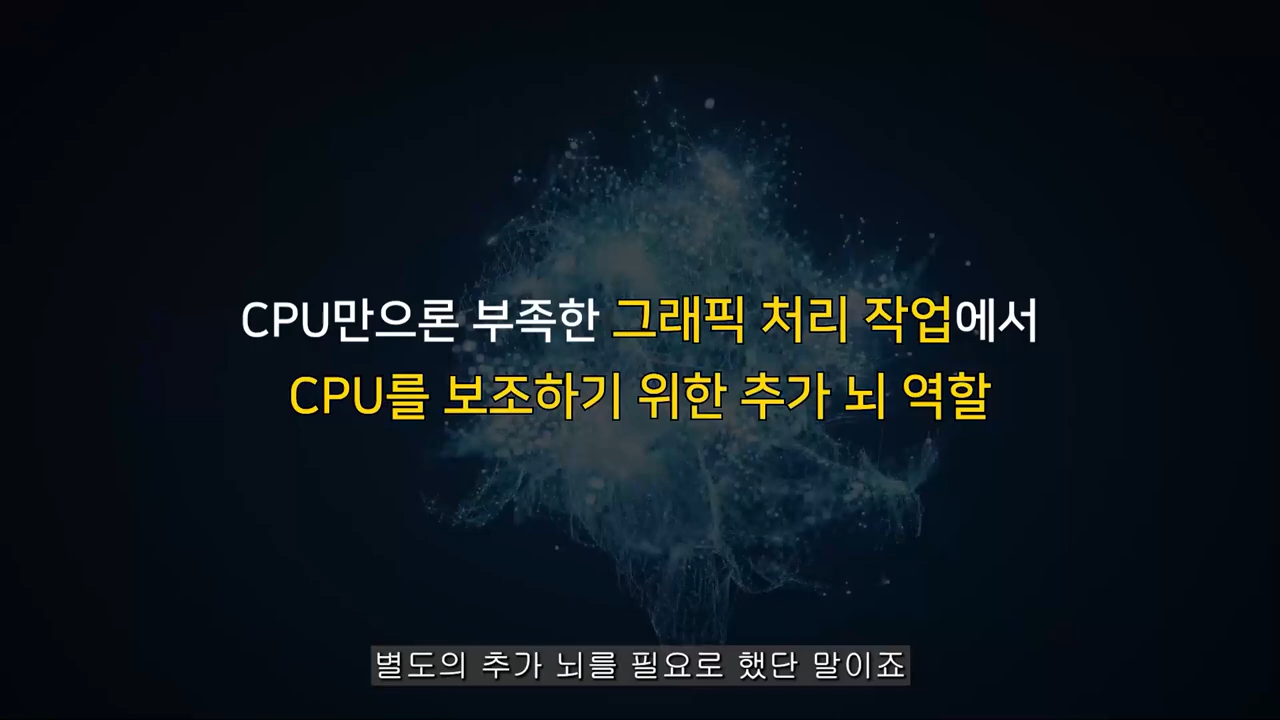 CPU만으론 부족한 그래픽 처리 작업에서
CPU를 보조하기 위한 추가 뇌 역할
별도의 추가 뇌를 필요로 했단 말이죠